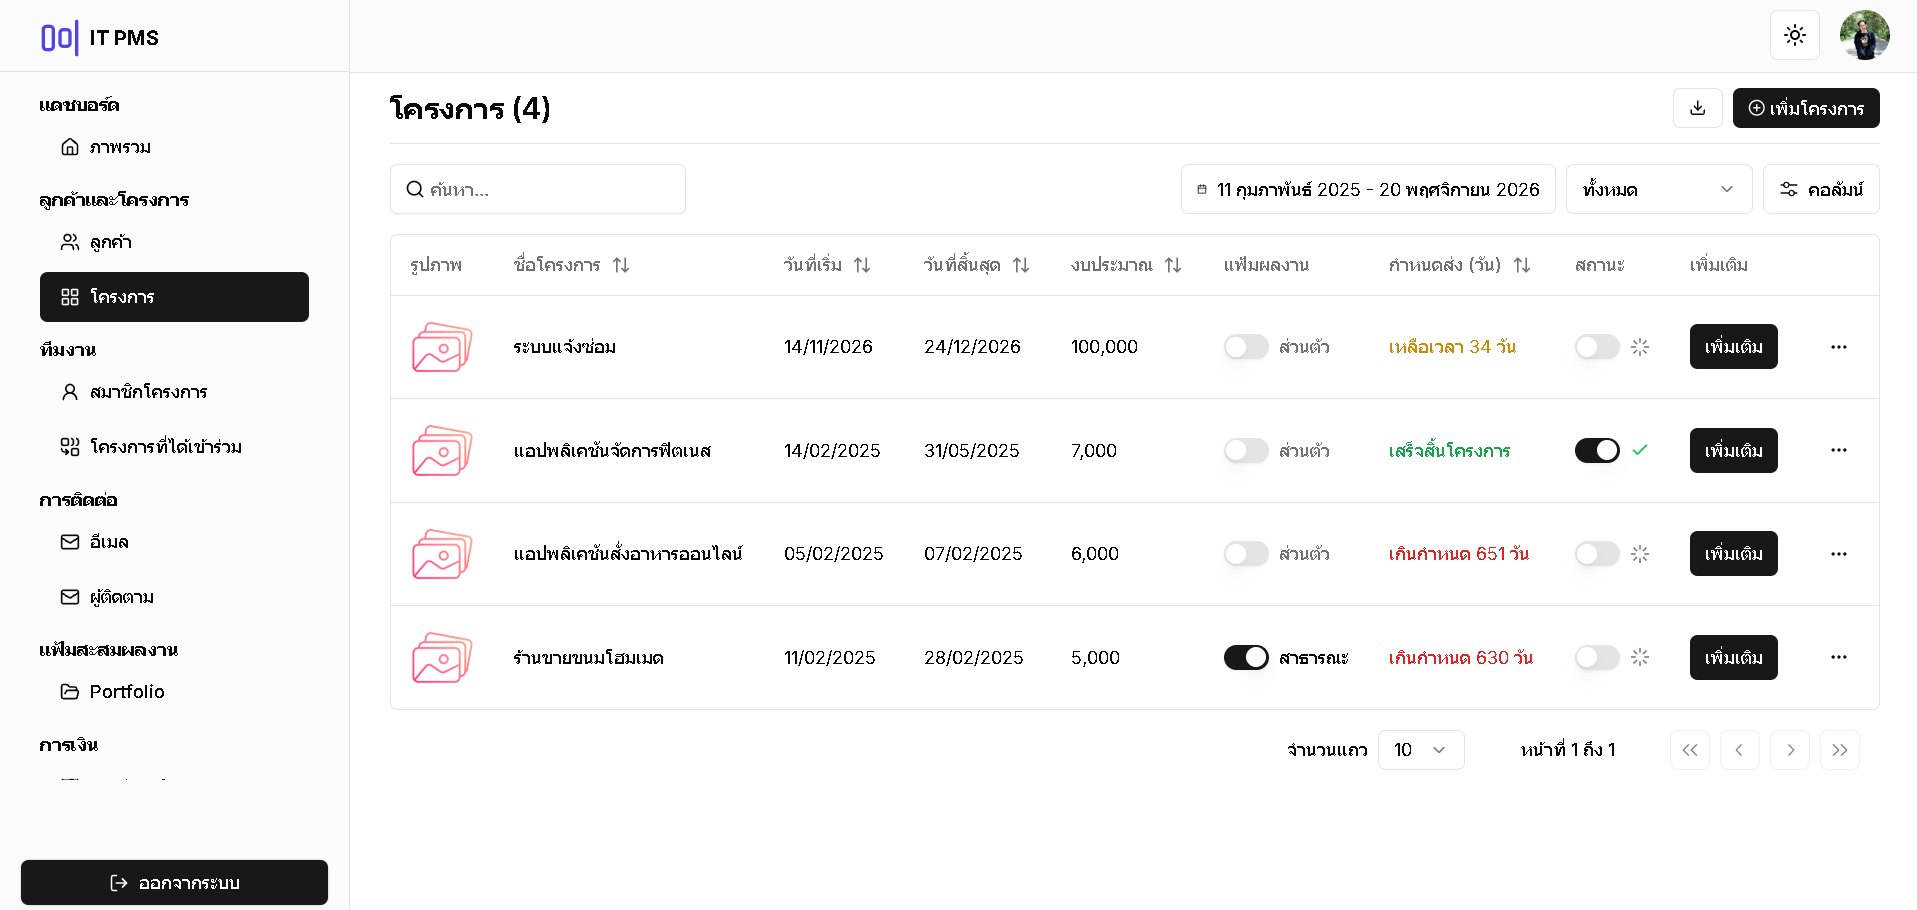 IT PMS
แดชบอร์ด
ภาพรวม
ลูกค้าและโครงการ
ลูกค้า
โครงการ
ทีมงาน
สมาชิกโครงการ
โครงการที่ได้เข้าร่วม
การติดต่อ
อีเมล
ผู้ติดตาม
แฟ้มสะสมผลงาน
Portfolio
การเงิน
ออกจากระบบ
โครงการ (4)
เพิ่มโครงการ
ค้นหา...
11 กุมภาพันธ์ 2025 - 20 พฤศจิกายน 2026
ทั้งหมด
คอลัมน์
รูปภาพ ชื่อโครงการ วันที่เริ่ม วันที่สิ้นสุด งบประมาณ แฟ้มผลงาน กำหนดส่ง (วัน) สถานะ เพิ่มเติม
ระบบแจ้งซ่อม 14/11/2026 24/12/2026 100,000 ส่วนตัว เหลือเวลา 34 วัน เพิ่มเติม
แอปพลิเคชันจัดการฟิตเนส 14/02/2025 31/05/2025 7,000 ส่วนตัว เสร็จสิ้นโครงการ เพิ่มเติม
แอปพลิเคชันสั่งอาหารออนไลน์ 05/02/2025 07/02/2025 6,000 ส่วนตัว เกินกำหนด 651 วัน เพิ่มเติม
ร้านขายขนมโฮมเมด 11/02/2025 28/02/2025 5,000 สาธารณะ เกินกำหนด 630 วัน เพิ่มเติม
จำนวนแถว 10 หน้าที่ 1 ถึง 1